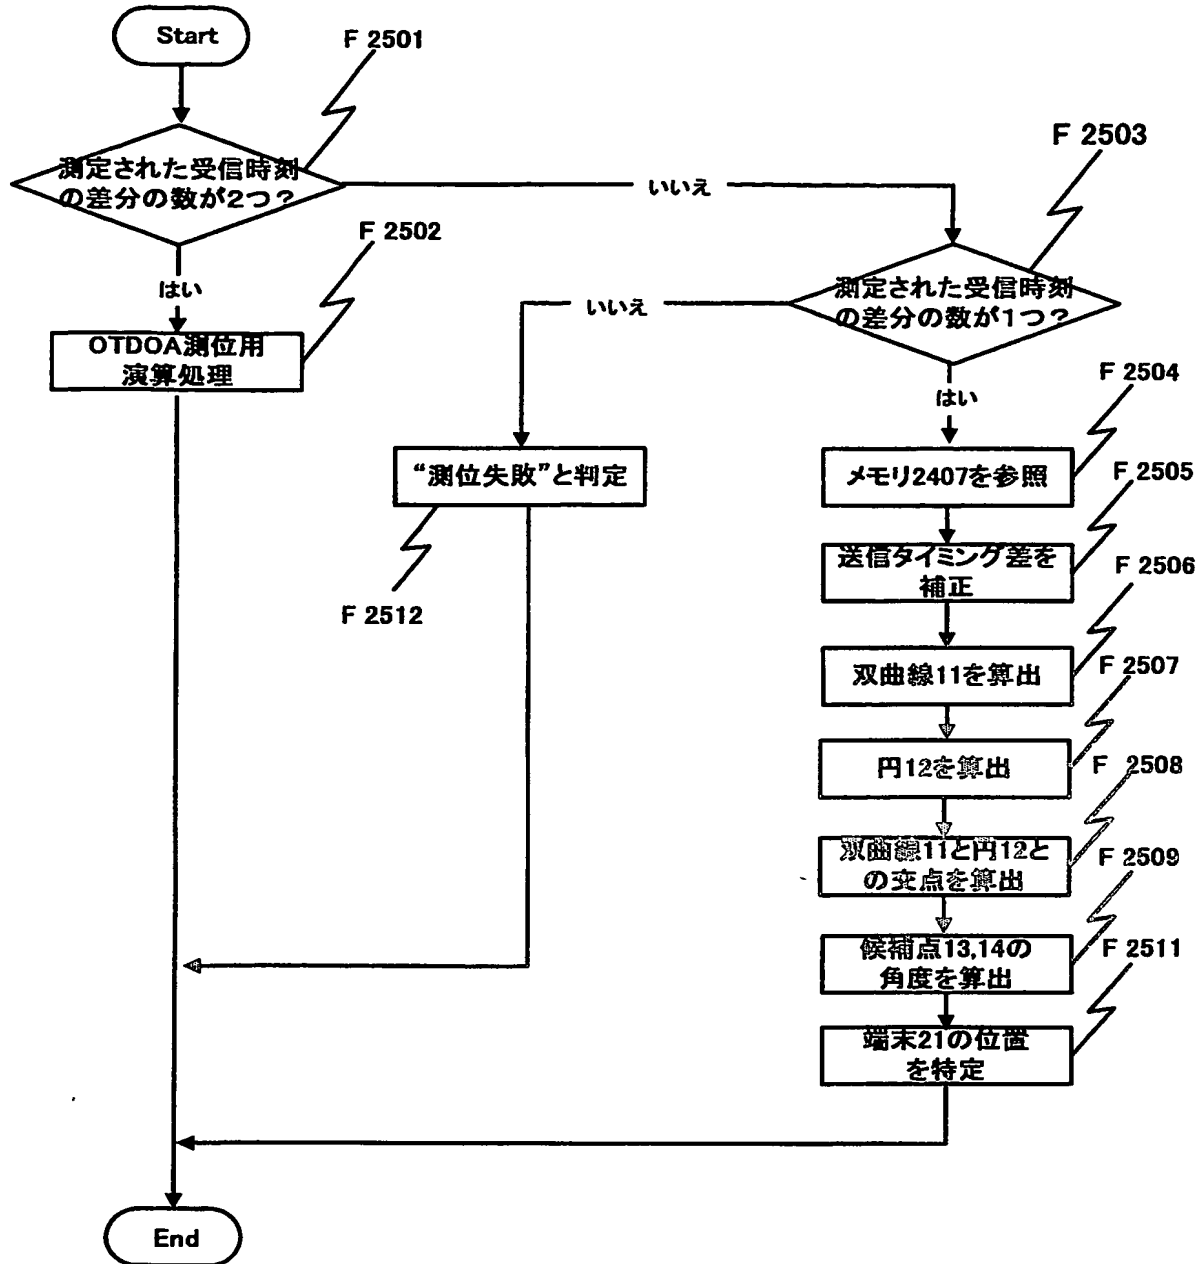 Start
F 2501
測定された受信時刻
の差分の数が2つ？
いいえ
F 2503
はい
F 2502
OTDOA測位用
演算処理
測定された受信時刻
の差分の数が1つ？
いいえ
はい
F 2504
“測位失敗”と判定
F 2512
メモリ2407を参照
F 2505
送信タイミング差を
補正
F 2506
双曲線11を算出
F 2507
円12を算出
F 2508
双曲線11と円12と
の交点を算出
F 2509
候補点13,14の
角度を算出
F 2511
端末21の位置
を特定
End